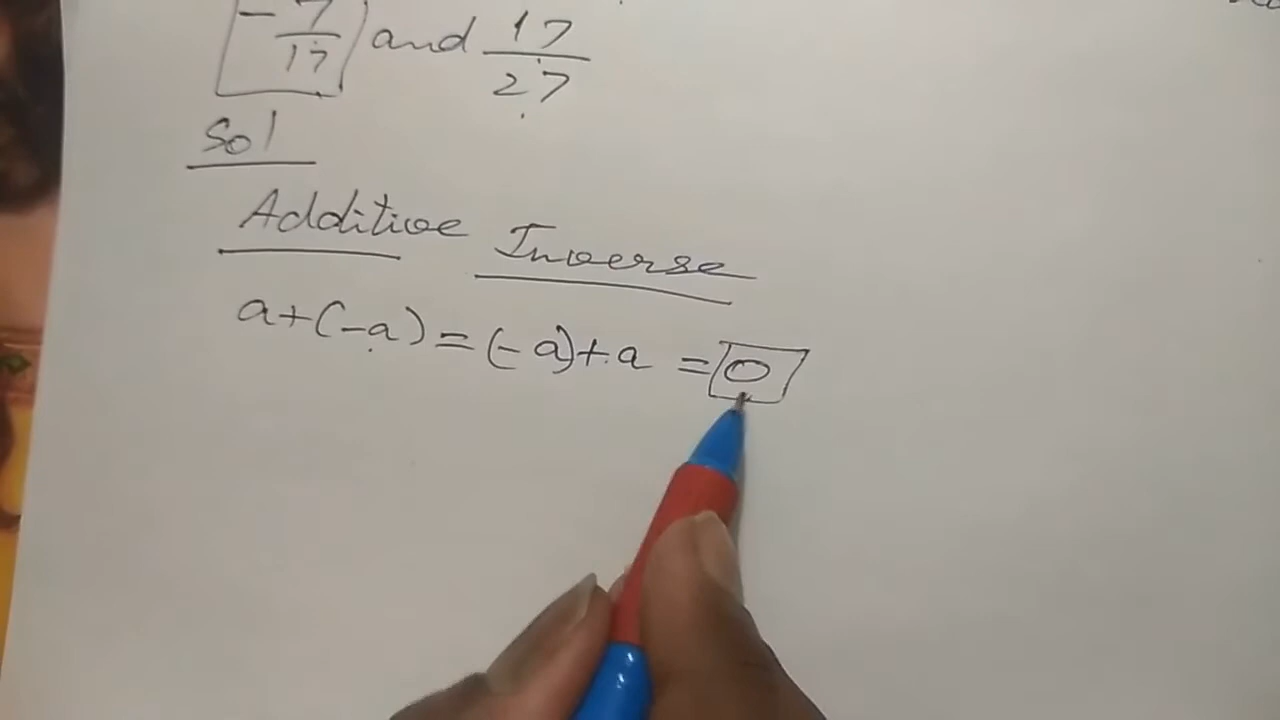 -7/17 and 17/27
Sol
Additive Inverse
a+(-a)=(-a)+a =0